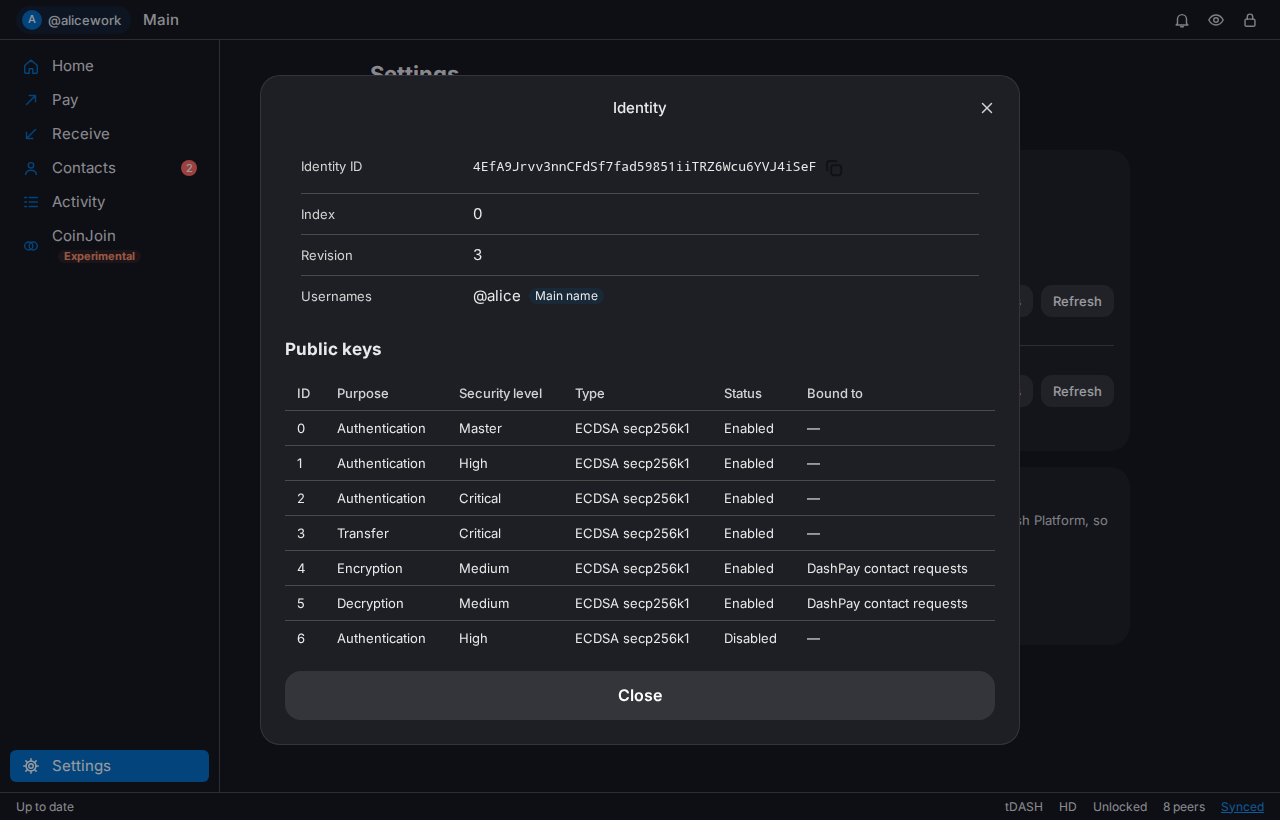 A @alicework Main
Home
Pay
Receive
Contacts 2
Activity
CoinJoin
Experimental
Settings
Settings
Identity
Identity ID 4EfA9Jrvv3nnCFdSf7fad59851iiTRZ6Wcu6YVJ4iSeF
Index 0
Revision 3
Usernames @alice Main name
Public keys
ID Purpose Security level Type Status Bound to
0 Authentication Master ECDSA secp256k1 Enabled —
1 Authentication High ECDSA secp256k1 Enabled —
2 Authentication Critical ECDSA secp256k1 Enabled —
3 Transfer Critical ECDSA secp256k1 Enabled —
4 Encryption Medium ECDSA secp256k1 Enabled DashPay contact requests
5 Decryption Medium ECDSA secp256k1 Enabled DashPay contact requests
6 Authentication High ECDSA secp256k1 Disabled —
Close
Refresh
Refresh
Platform, so
Up to date tDASH HD Unlocked 8 peers Synced